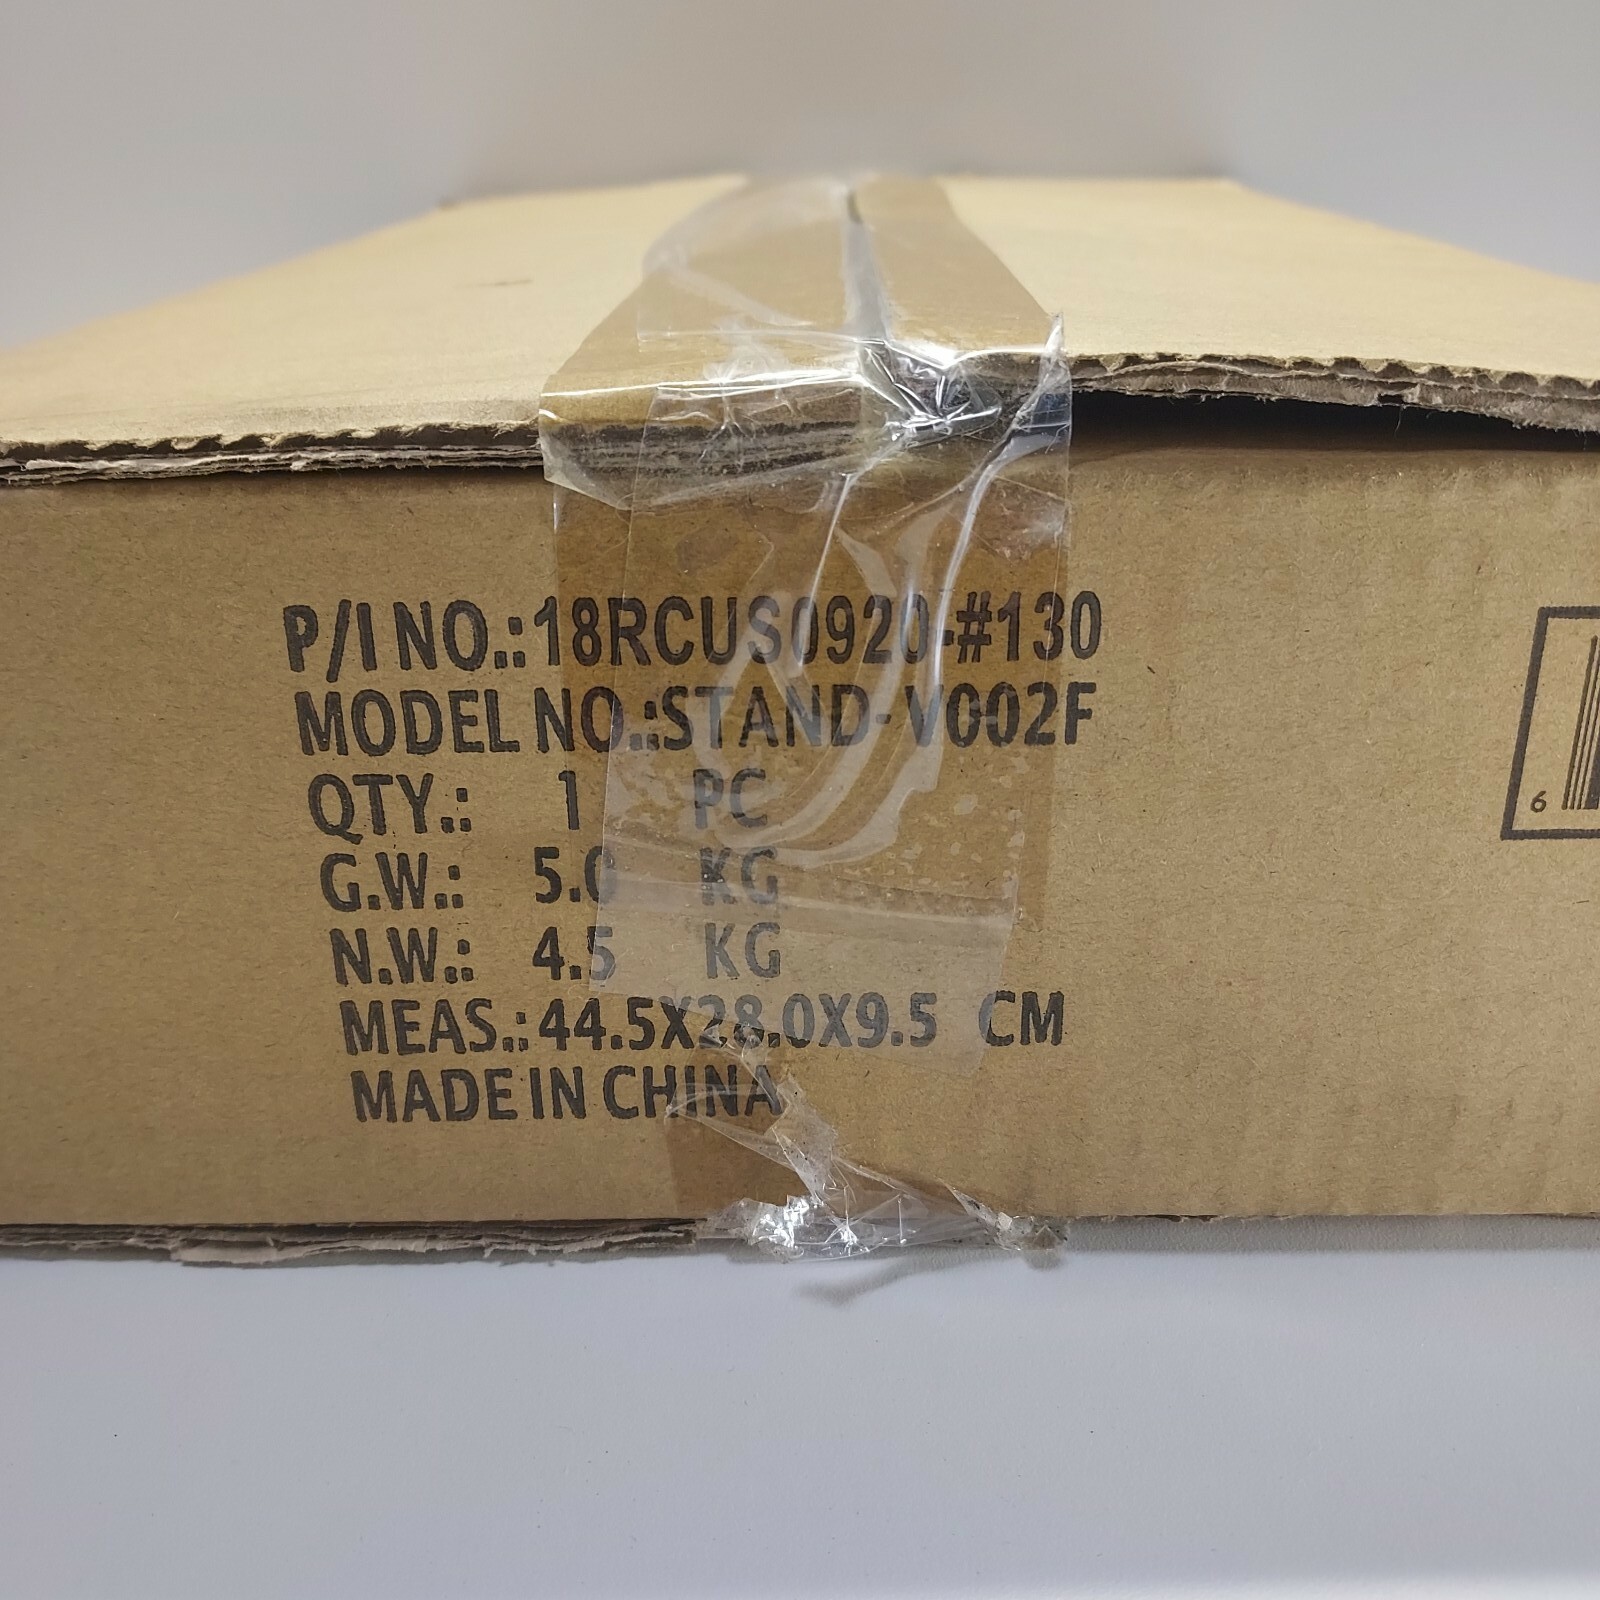 P/I NO.:18RCUS0920-#130
MODEL NO.:STAND-V002F
QTY.: 1 PC
G.W.: 5.0 KG
N.W.: 4.5 KG
MEAS.:44.5X28.0X9.5 CM
MADE IN CHINA
6